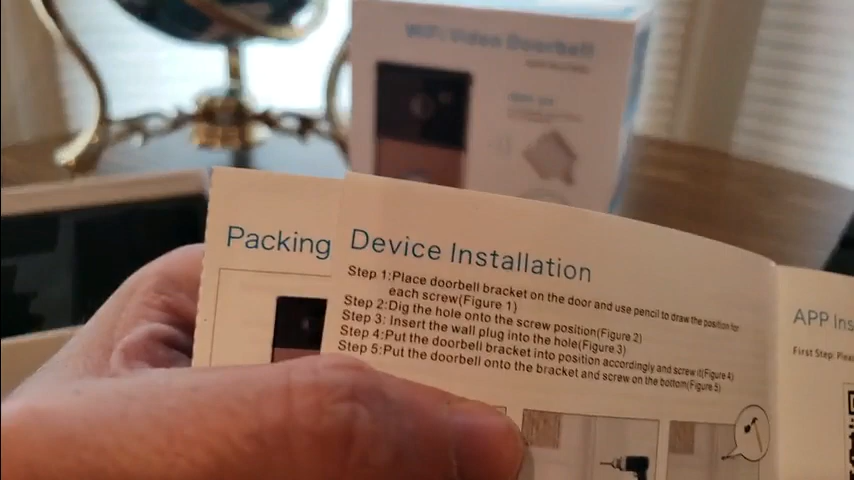 WiFi Video Doorbell
Packing
Device Installation
Step 1:Place doorbell bracket on the door and use pencil to draw the position for
each screw(Figure 1)
Step 2:Dig the hole onto the screw position(Figure 2)
Step 3: Insert the wall plug into the hole(Figure 3)
Step 4:Put the doorbell bracket into position accordingly and screw it(Figure 4)
Step 5:Put the doorbell onto the bracket and screw on the bottom(Figure 5)
APP Ins
First Step: Pleas